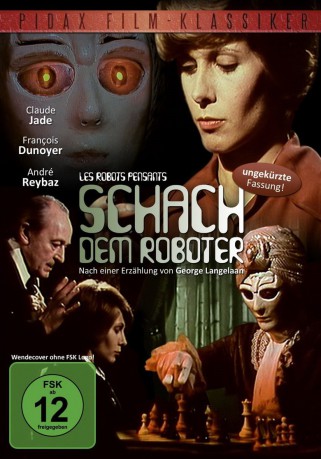 PIDAX FILM-KLASSIKER
Claude
Jade
François
Dunoyer
André
Reybaz
LES ROBOTS PENSANTS
ungekürzte
Fassung!
SCHACH
DEM ROBOTER
Nach einer Erzählung von George Langelaan
Wendecover ohne FSK Logo!
FSK
ab
12
freigegeben